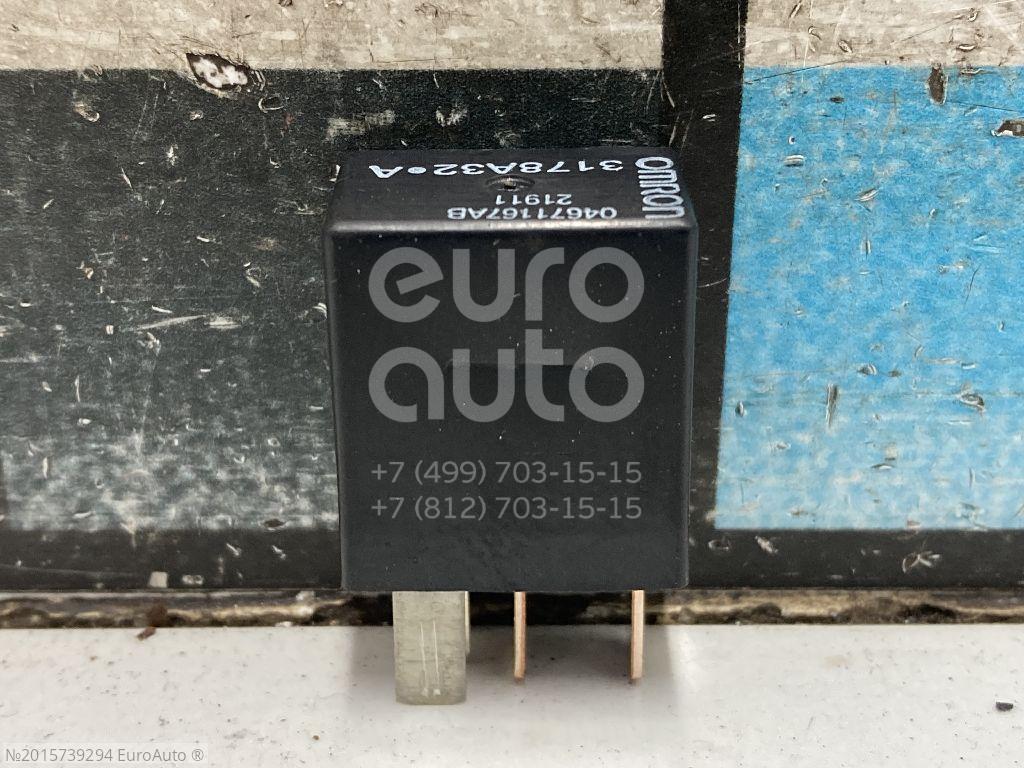 OMRON
3178A32•A
21911
04671167AB
euro
auto
+7 (499) 703-15-15
+7 (812) 703-15-15
№2015739294 EuroAuto ®